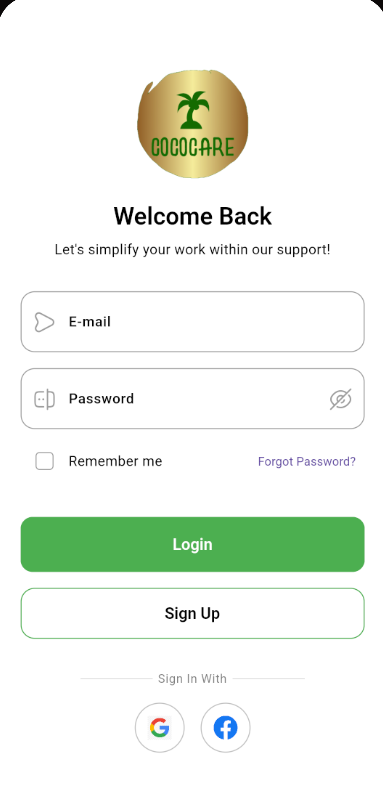 COCOCARE
Welcome Back
Let's simplify your work within our support!
E-mail
Password
Remember me
Forgot Password?
Login
Sign Up
Sign In With